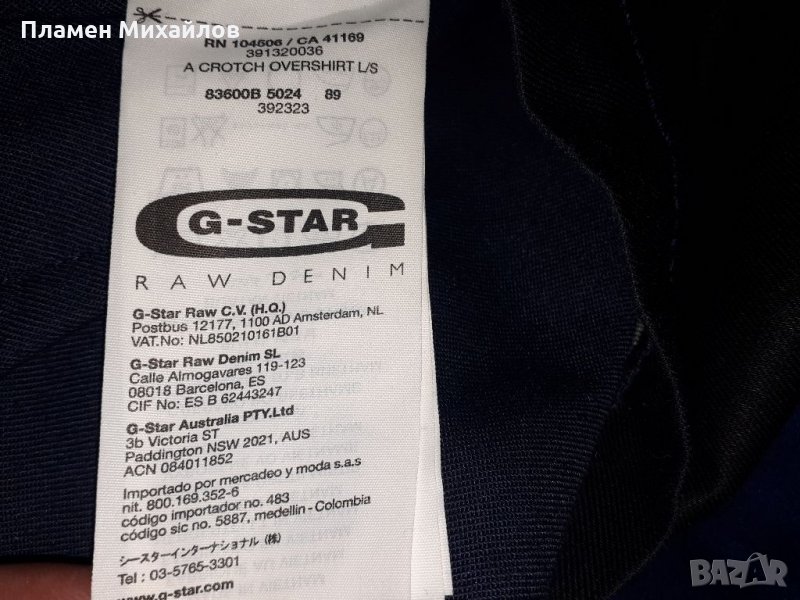 Пламен Михайлов
RN 104506 / CA 41169
391320036
A CROTCH OVERSHIRT L/S
83600B 5024 89
392323
G-STAR
RAW DENIM
G-Star Raw C.V. (H.Q.)
Postbus 12177, 1100 AD Amsterdam, NL
VAT.No: NL850210161B01
G-Star Raw Denim SL
Calle Almogavares 119-123
08018 Barcelona, ES
CIF No: ES B 62443247
G-Star Australia PTY.Ltd
3b Victoria ST
Paddington NSW 2021, AUS
ACN 084011852
Importado por mercadeo y moda s.a.s
nit. 800.169.352-6
código importador no. 483
código sic no. 5887, medellin - Colombia
ジースターインターナショナル (株)
Tel : 03-5765-3301
www.g-star.com
BAZAR